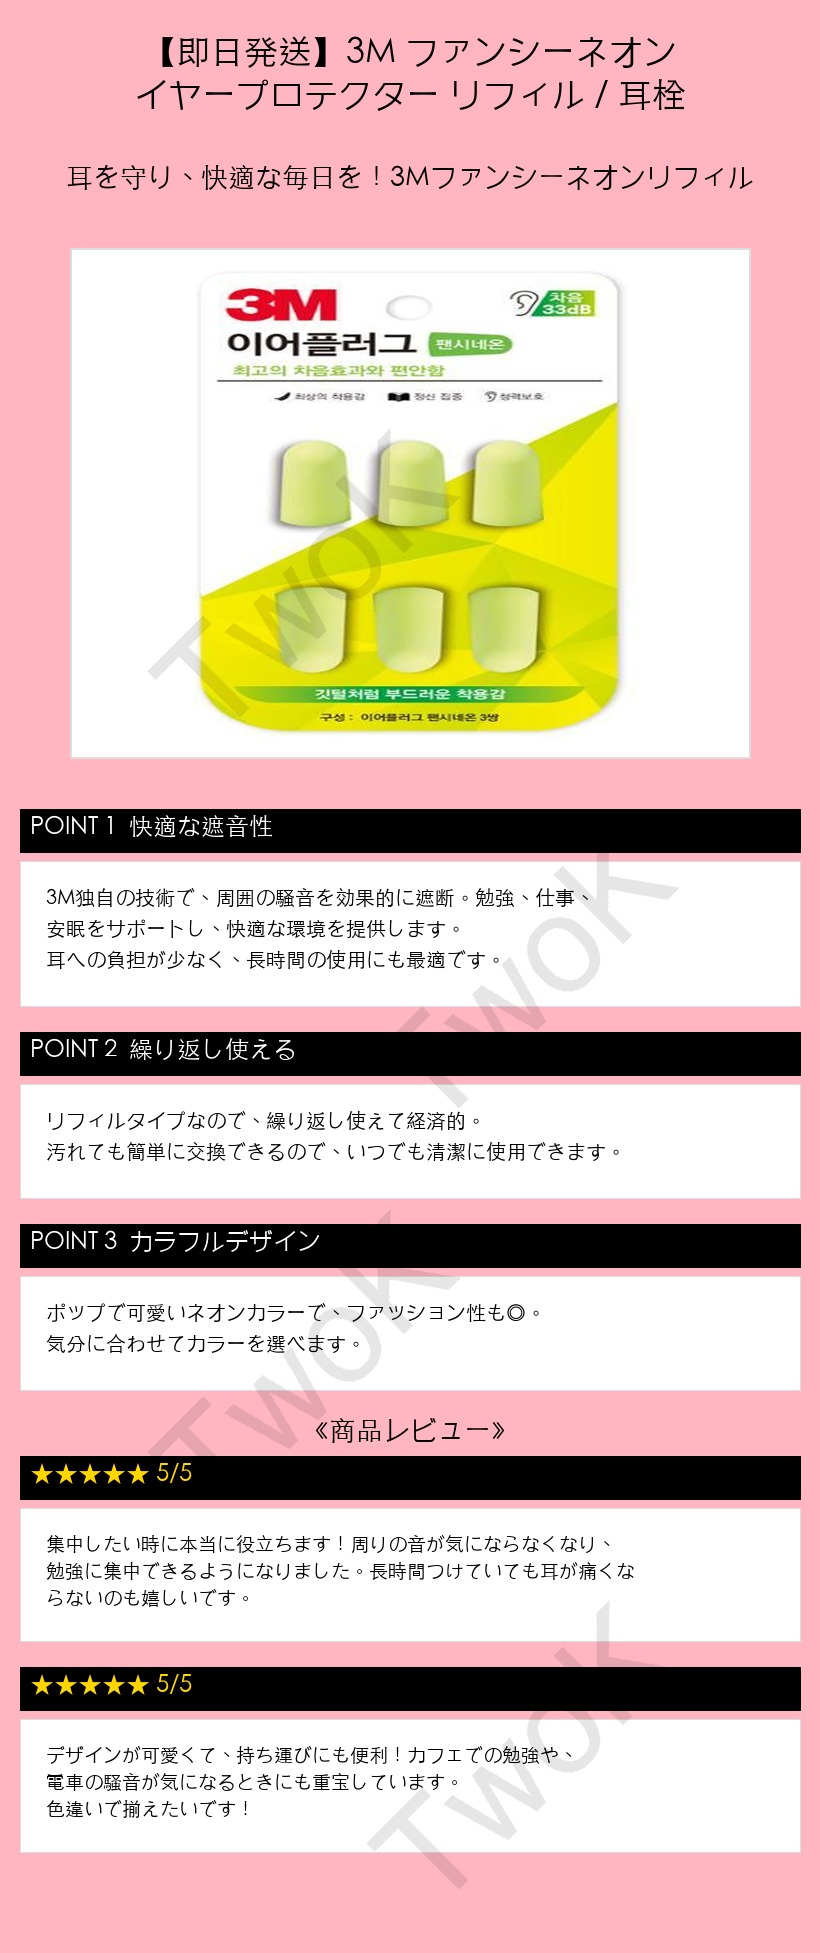 【即日発送】3M ファンシーネオン
イヤープロテクター リフィル / 耳栓
耳を守り、快適な毎日を！3Mファンシーネオンリフィル
3M
차음
33dB
이어플러그 팬시네온
최고의 차음효과와 편안함
최상의 착용감 정신 집중 청력보호
깃털처럼 부드러운 착용감
구성 : 이어플러그 팬시네온 3쌍
TwoK
POINT 1 快適な遮音性
3M独自の技術で、周囲の騒音を効果的に遮断。勉強、仕事、
安眠をサポートし、快適な環境を提供します。
耳への負担が少なく、長時間の使用にも最適です。
TwoK
POINT 2 繰り返し使える
リフィルタイプなので、繰り返し使えて経済的。
汚れても簡単に交換できるので、いつでも清潔に使用できます。
POINT 3 カラフルデザイン
ポップで可愛いネオンカラーで、ファッション性も◎。
気分に合わせてカラーを選べます。
TwoK
《商品レビュー》
★★★★★ 5/5
集中したい時に本当に役立ちます！周りの音が気にならなくなり、
勉強に集中できるようになりました。長時間つけていても耳が痛くな
らないのも嬉しいです。
★★★★★ 5/5
デザインが可愛くて、持ち運びにも便利！カフェでの勉強や、
電車の騒音が気になるときにも重宝しています。
色違いで揃えたいです！
TwoK